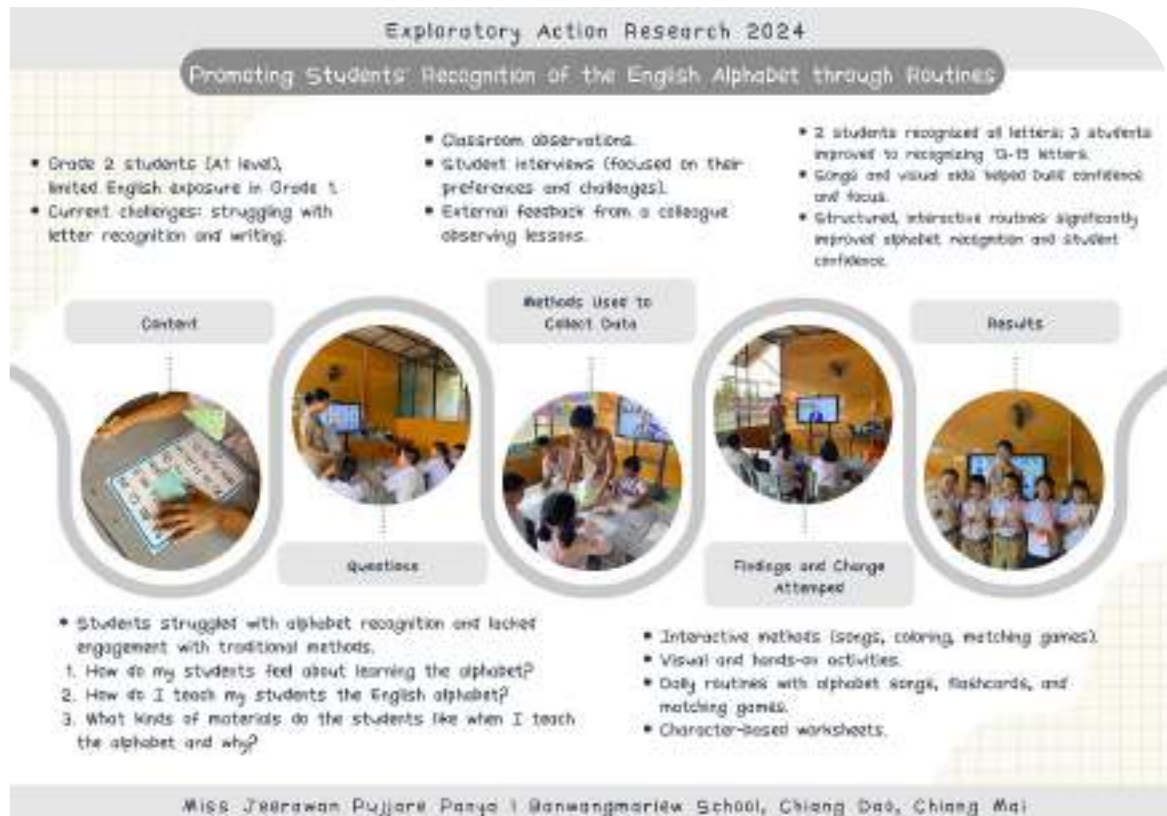 Exploratory Action Research 2024
Promoting Students' Recognition of the English Alphabet through Routines
• Grade 2 students (A1 level),
limited English exposure in Grade 1.
• Current challenges: struggling with
letter recognition and writing.
• Classroom observations.
• Student interviews (focused on their
preferences and challenges).
• External feedback from a colleague
observing lessons.
• 2 students recognized all letters; 3 students
improved to recognizing 13-15 letters.
• Songs and visual aids helped build confidence
and focus.
• Structured, interactive routines significantly
improved alphabet recognition and student
confidence.
Content
Methods Used to
Collect Data
Results
Questions
Findings and Change
Attemped
• Students struggled with alphabet recognition and lacked
engagement with traditional methods.
1. How do my students feel about learning the alphabet?
2. How do I teach my students the English alphabet?
3. What kinds of materials do the students like when I teach
the alphabet and why?
• Interactive methods (songs, coloring, matching games).
• Visual and hands-on activities.
• Daily routines with alphabet songs, flashcards, and
matching games.
• Character-based worksheets.
Miss Jeerawan Pujjare Panya | Banwangmariew School, Chiang Dao, Chiang Mai